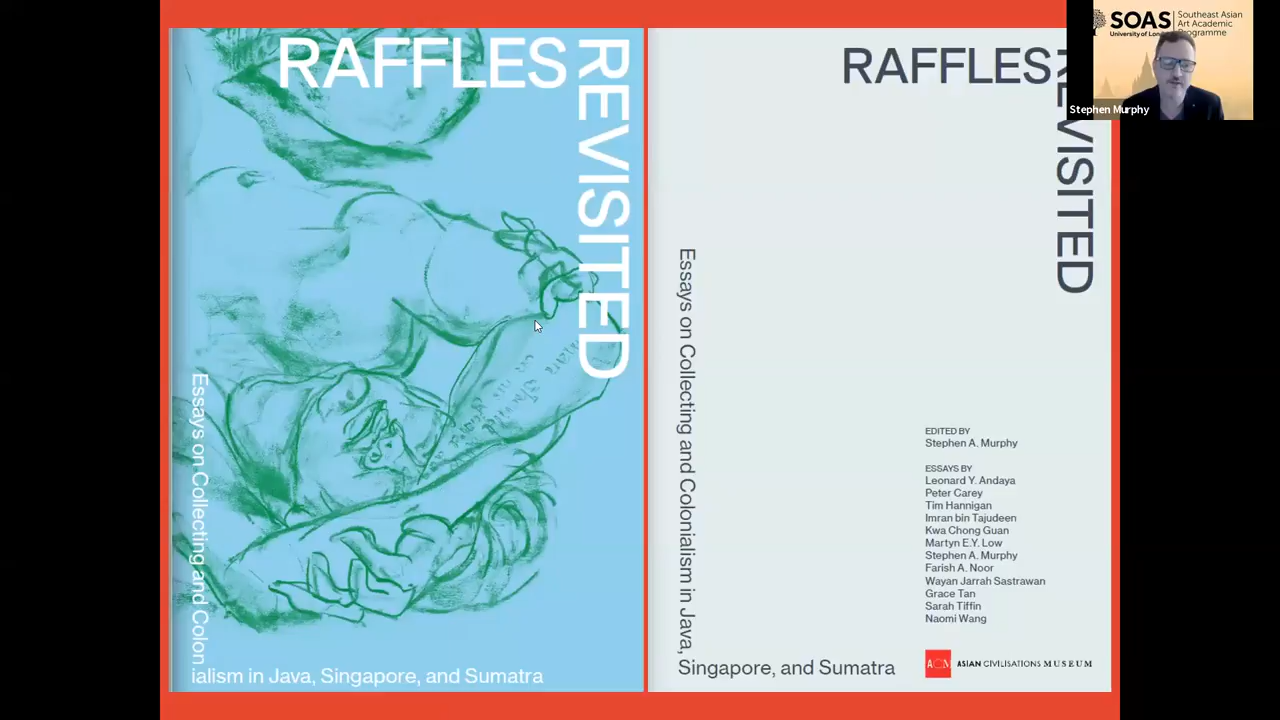 RAFFLES
REVISITED
Essays on Collecting and Colon
ialism in Java, Singapore, and Sumatra
RAFFLES
REVISITED
Essays on Collecting and Colonialism in Java,
Singapore, and Sumatra
EDITED BY
Stephen A. Murphy
ESSAYS BY
Leonard Y. Andaya
Peter Carey
Tim Hannigan
Imran bin Tajudeen
Kwa Chong Guan
Martyn E.Y. Low
Stephen A. Murphy
Farish A. Noor
Wayan Jarrah Sastrawan
Grace Tan
Sarah Tiffin
Naomi Wang
ACM
ASIAN CIVILISATIONS MUSEUM
SOAS
University of London
Southeast Asian
Art Academic
Programme
Stephen Murphy